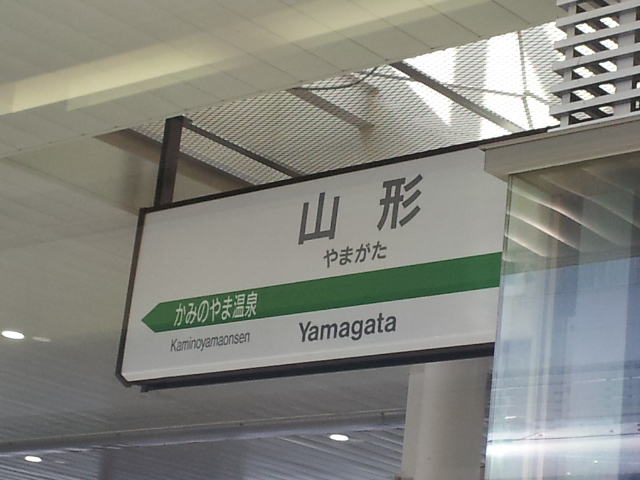 山形
やまがた
かみのやま温泉
Kaminoyamaonsen
Yamagata